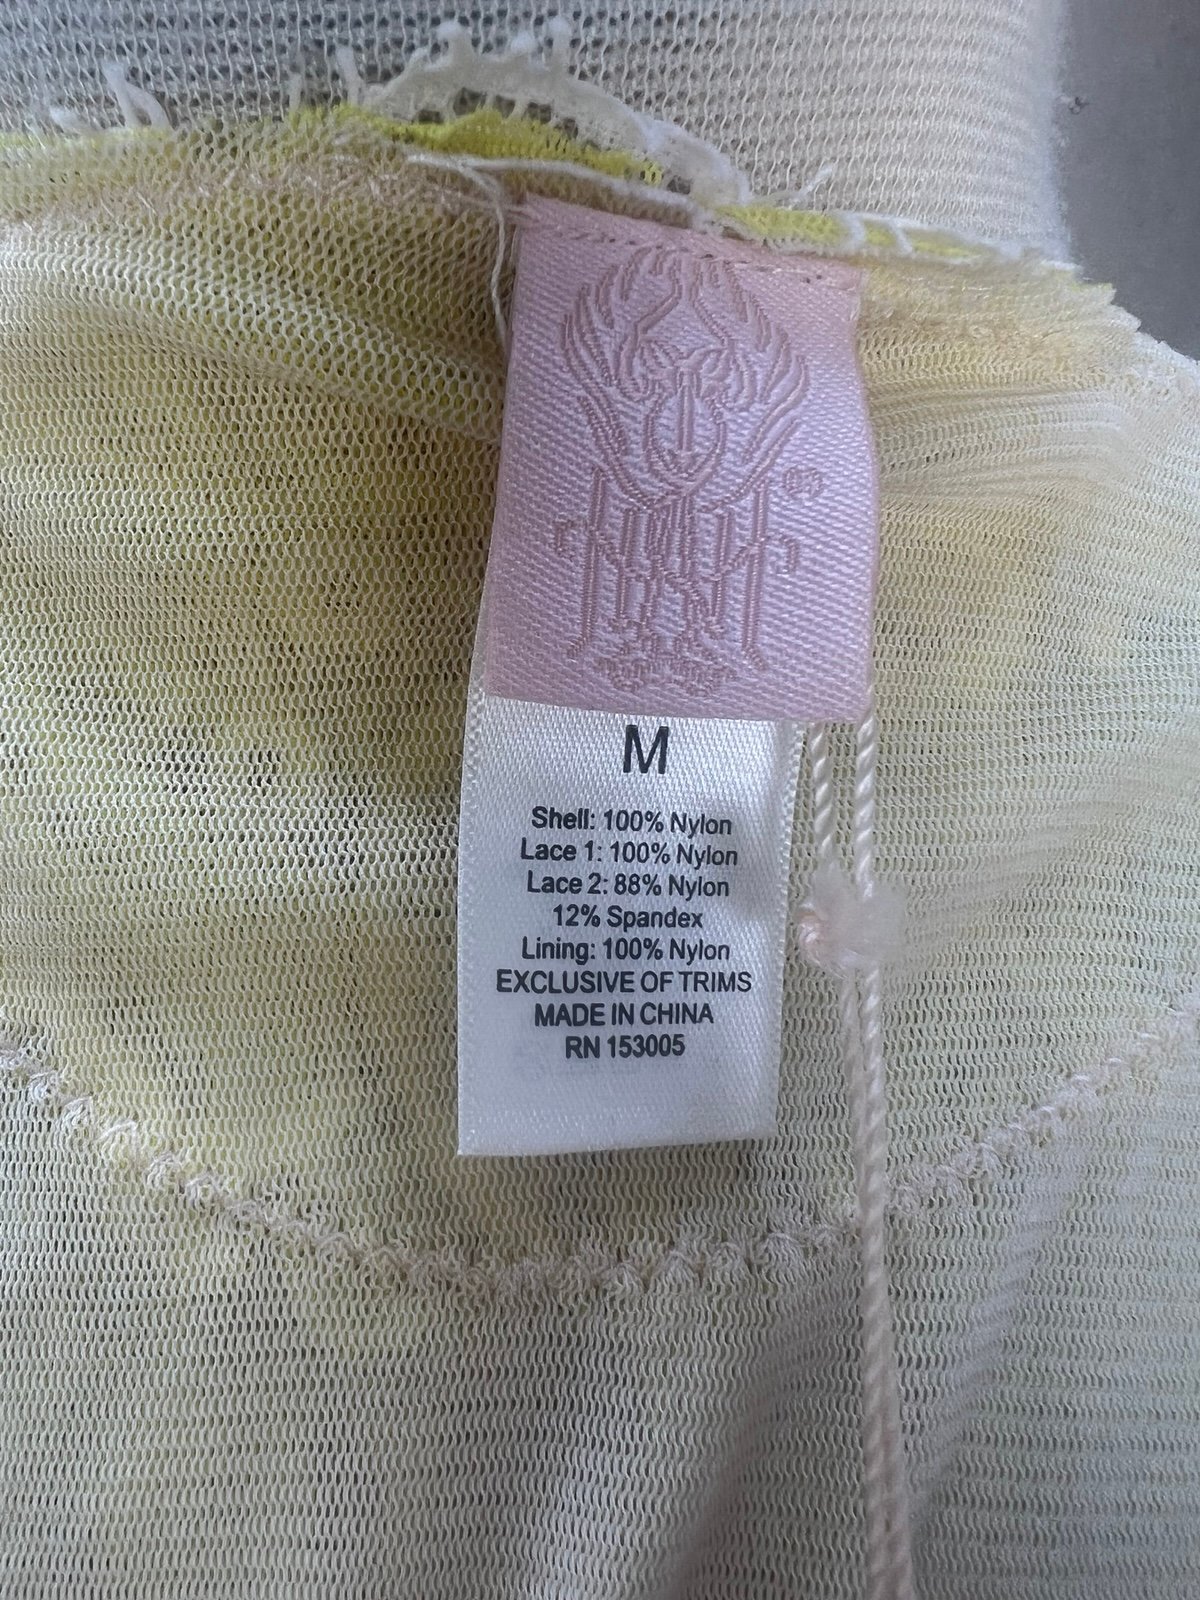 ®
M
Shell: 100% Nylon
Lace 1: 100% Nylon
Lace 2: 88% Nylon
12% Spandex
Lining: 100% Nylon
EXCLUSIVE OF TRIMS
MADE IN CHINA
RN 153005